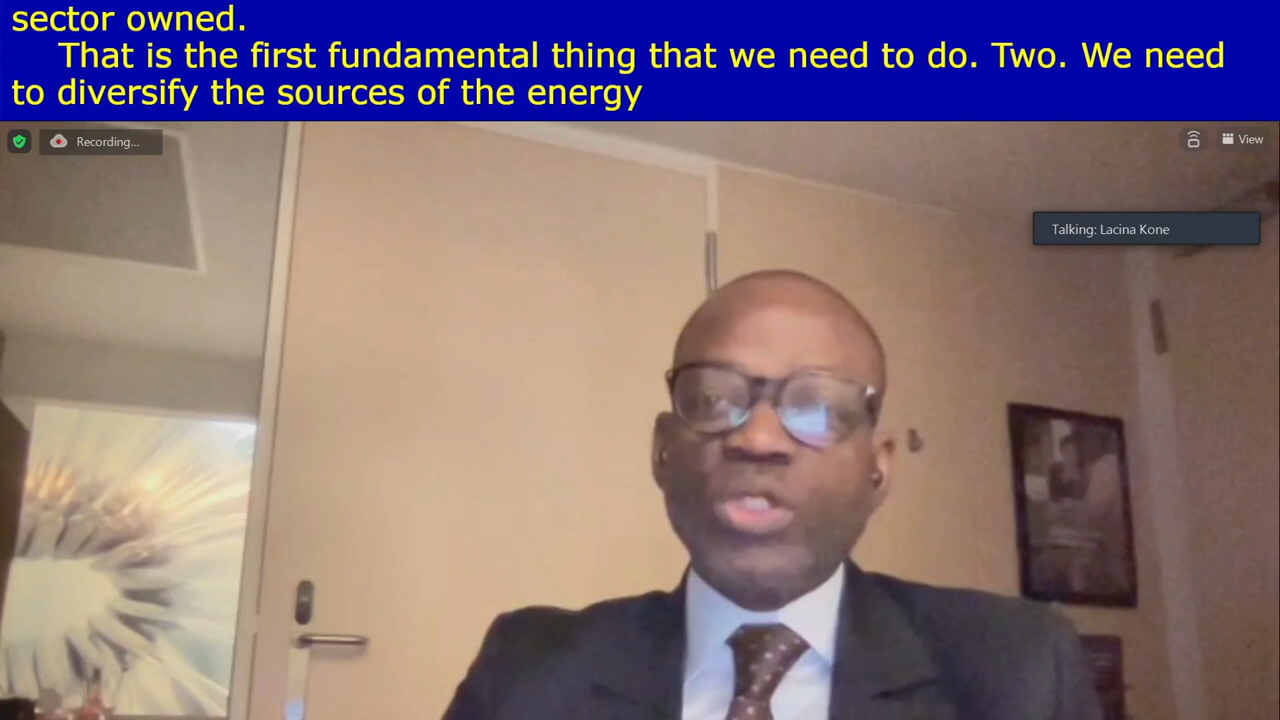 sector owned.
That is the first fundamental thing that we need to do. Two. We need
to diversify the sources of the energy
Recording...
View
Talking: Lacina Kone